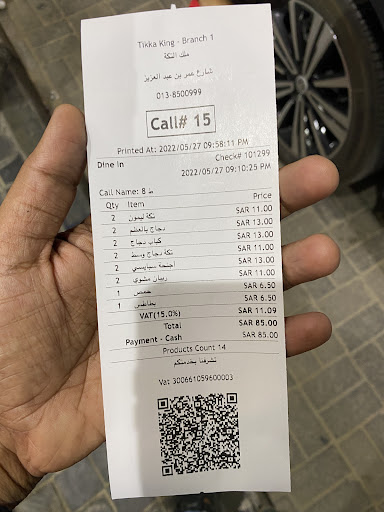 Tikka King - Branch 1
ملك التكة
شارع عمر بن عبد العزيز
013-8500999
Call# 15
Printed At: 2022/05/27 09:58:11 PM
Dine In Check# 101299
2022/05/27 09:10:25 PM
Call Name: 8 ط
Qty Item Price
2 تكة ليمون SAR 11.00
2 دجاج بالعظم SAR 13.00
2 كباب دجاج SAR 13.00
2 تكة دجاج وسط SAR 11.00
2 اجنحة سبايسي SAR 13.00
2 ربيان مشوي SAR 11.00
1 حمص SAR 6.50
1 بطاطس SAR 6.50
VAT(15.0%) SAR 11.09
Total SAR 85.00
Payment - Cash SAR 85.00
Products Count 14
تشرفنا بخدمتكم
Vat 300661059600003